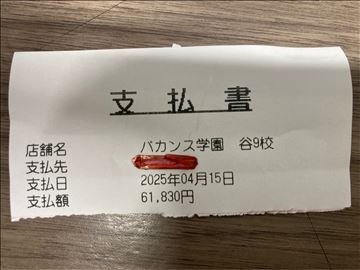 支払書
店舗名 バカンス学園 谷9校
支払先
支払日 2025年04月15日
支払額 61,830円